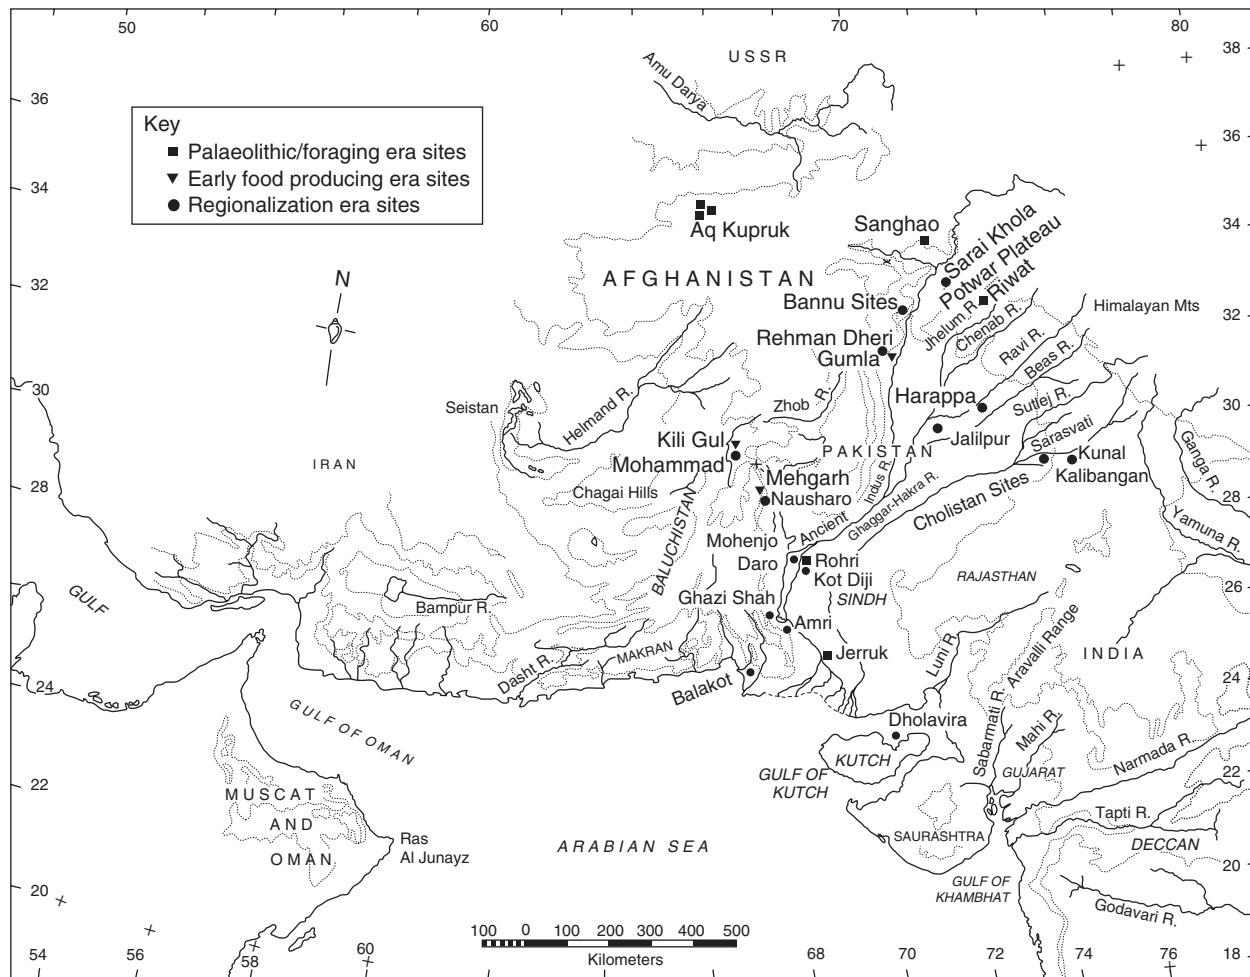 50
60
70
80
38
36
34
32
30
28
26
24
22
20
18
36
34
32
30
28
26
24
22
20
54
56
58
60
68
70
72
74
76
Key
Palaeolithic/foraging era sites
Early food producing era sites
Regionalization era sites
N
USSR
Amu Darya
Aq Kupruk
Sanghao
AFGHANISTAN
Sarai Khola
Potwar Plateau
Riwat
Bannu Sites
Jhelum R.
Chenab R.
Himalayan Mts
Rehman Dheri
Gumla
Ravi R.
Beas R.
Harappa
Sutlej R.
Seistan
Helmand R.
Zhob R.
Jalilpur
Sarasvati
Kili Gul
Mohammad
PAKISTAN
Kunal
Kalibangan
Ganga R.
IRAN
Chagai Hills
Mehgarh
Nausharo
Indus R.
Ancient
Ghaggar-Hakra R.
Cholistan Sites
Yamuna R.
BALUCHISTAN
Mohenjo
Daro
Rohri
Kot Diji
SINDH
RAJASTHAN
GULF
Bampur R.
Ghazi Shah
Amri
Dasht R.
MAKRAN
Jerruk
Luni R.
Aravalli Range
INDIA
Balakot
GULF OF OMAN
Dholavira
Sabarmati R.
Mahi R.
Narmada R.
KUTCH
GULF OF
KUTCH
GUJARAT
MUSCAT
AND
OMAN
Ras
Al Junayz
ARABIAN SEA
SAURASHTRA
Tapti R.
DECCAN
GULF OF
KHAMBHAT
Godavari R.
100 0 100 200 300 400 500
Kilometers